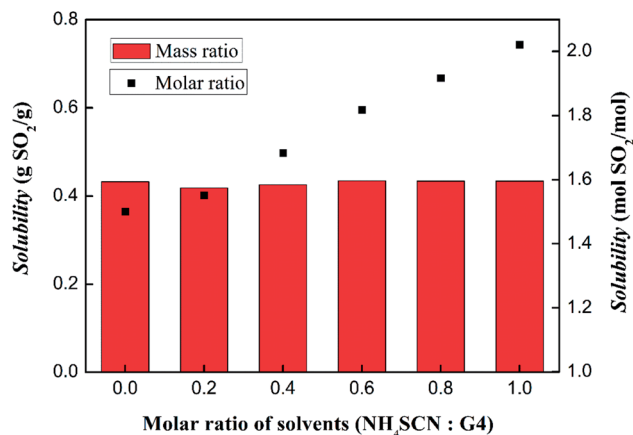 Mass ratio
Molar ratio
Solubility (g SO₂/g)
0.8
0.6
0.4
0.2
0.0
Solubility (mol SO₂/mol)
2.0
1.8
1.6
1.4
1.2
1.0
0.0 0.2 0.4 0.6 0.8 1.0
Molar ratio of solvents (NH₄SCN : G4)